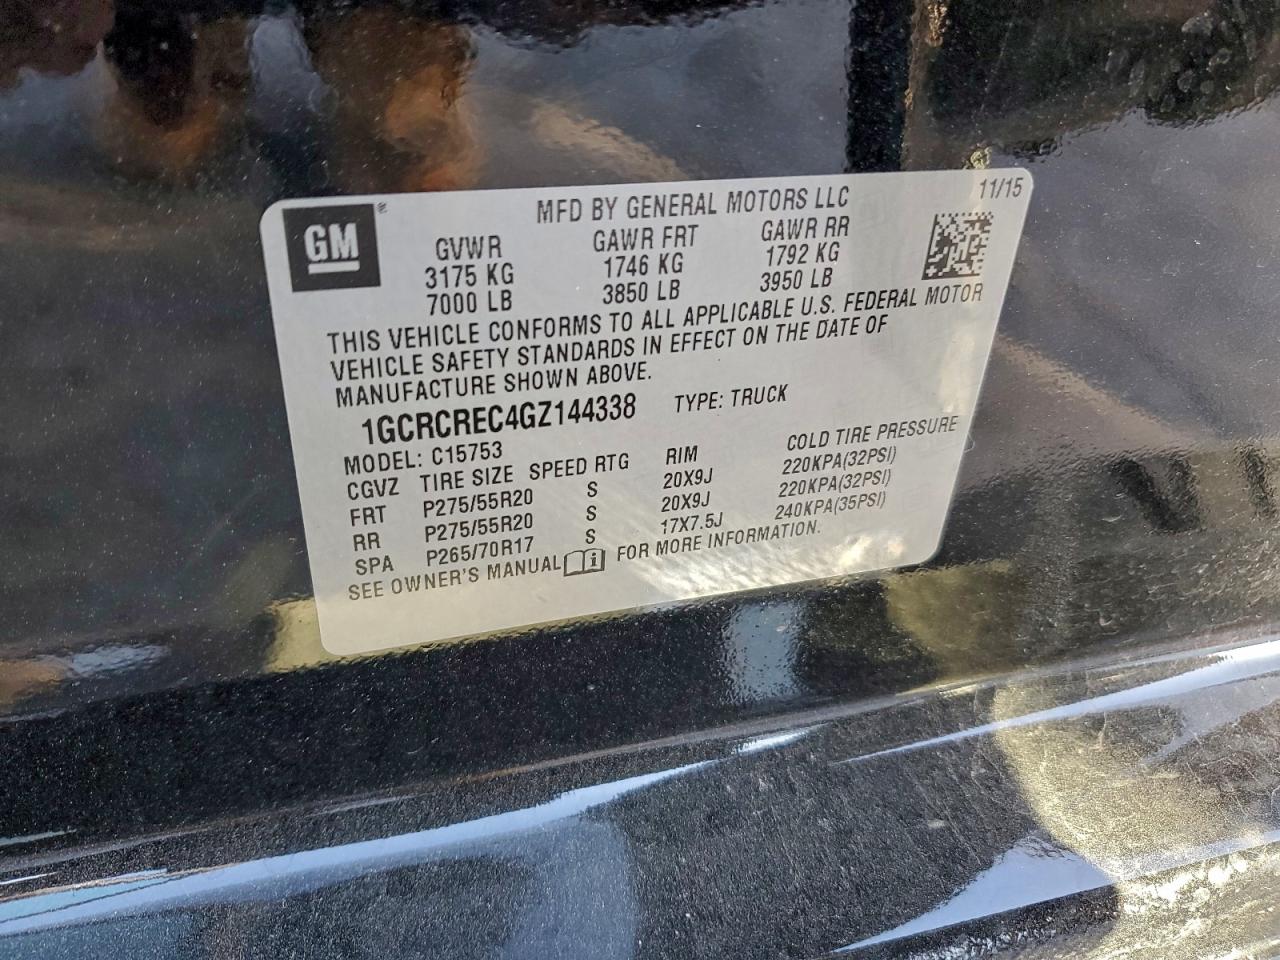 GM ®
MFD BY GENERAL MOTORS LLC 11/15
GVWR GAWR FRT GAWR RR
3175 KG 1746 KG 1792 KG
7000 LB 3850 LB 3950 LB
THIS VEHICLE CONFORMS TO ALL APPLICABLE U.S. FEDERAL MOTOR
VEHICLE SAFETY STANDARDS IN EFFECT ON THE DATE OF
MANUFACTURE SHOWN ABOVE.
1GCRCREC4GZ144338 TYPE: TRUCK
MODEL: C15753
CGVZ TIRE SIZE SPEED RTG RIM COLD TIRE PRESSURE
FRT P275/55R20 S 20X9J 220KPA(32PSI)
RR P275/55R20 S 20X9J 220KPA(32PSI)
SPA P265/70R17 S 17X7.5J 240KPA(35PSI)
SEE OWNER'S MANUAL i FOR MORE INFORMATION.